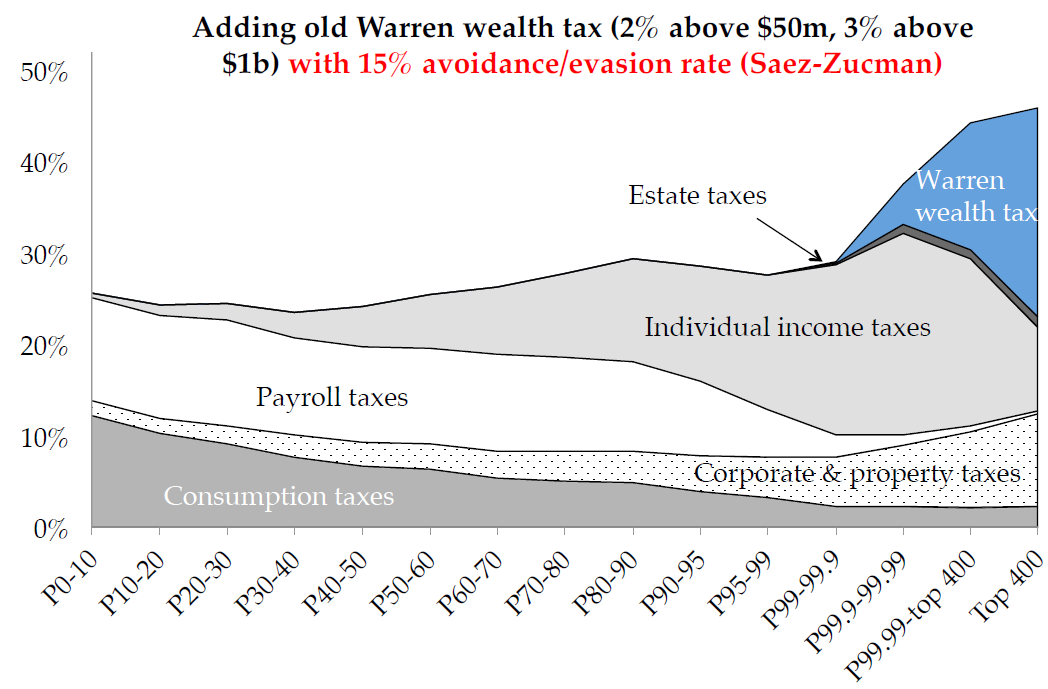 Adding old Warren wealth tax (2% above $50m, 3% above
$1b) with 15% avoidance/evasion rate (Saez-Zucman)
50%
40%
30%
20%
10%
0%
Estate taxes
Warren
wealth tax
Individual income taxes
Payroll taxes
Corporate & property taxes
Consumption taxes
P0-10
P10-20
P20-30
P30-40
P40-50
P50-60
P60-70
P70-80
P80-90
P90-95
P95-99
P99-99.9
P99.9-99.99
P99.99-top 400
Top 400